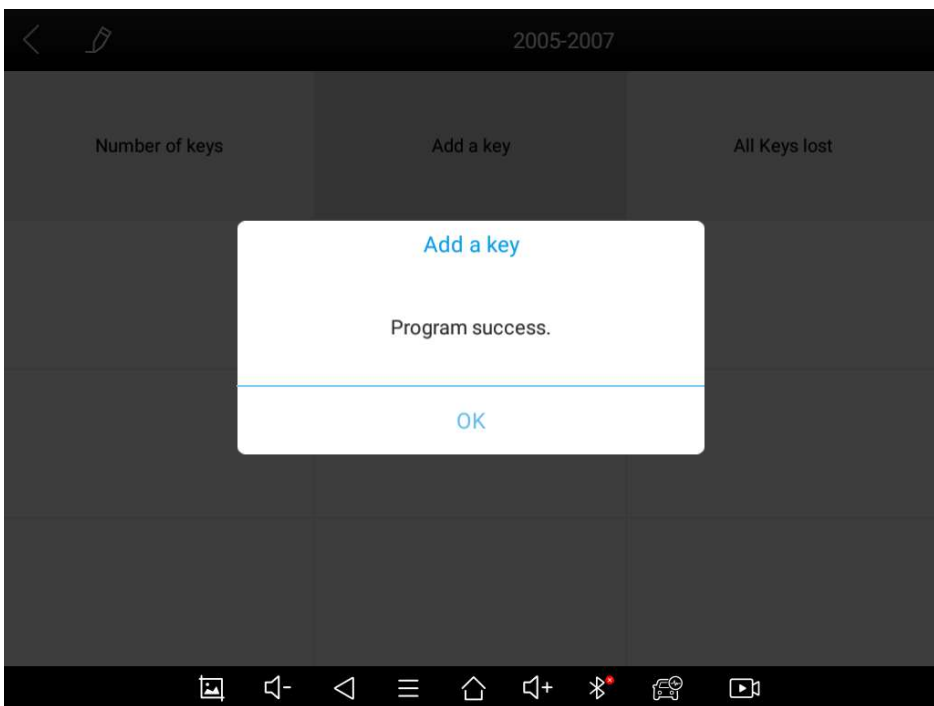 2005-2007
Number of keys
Add a key
All Keys lost
Add a key
Program success.
OK